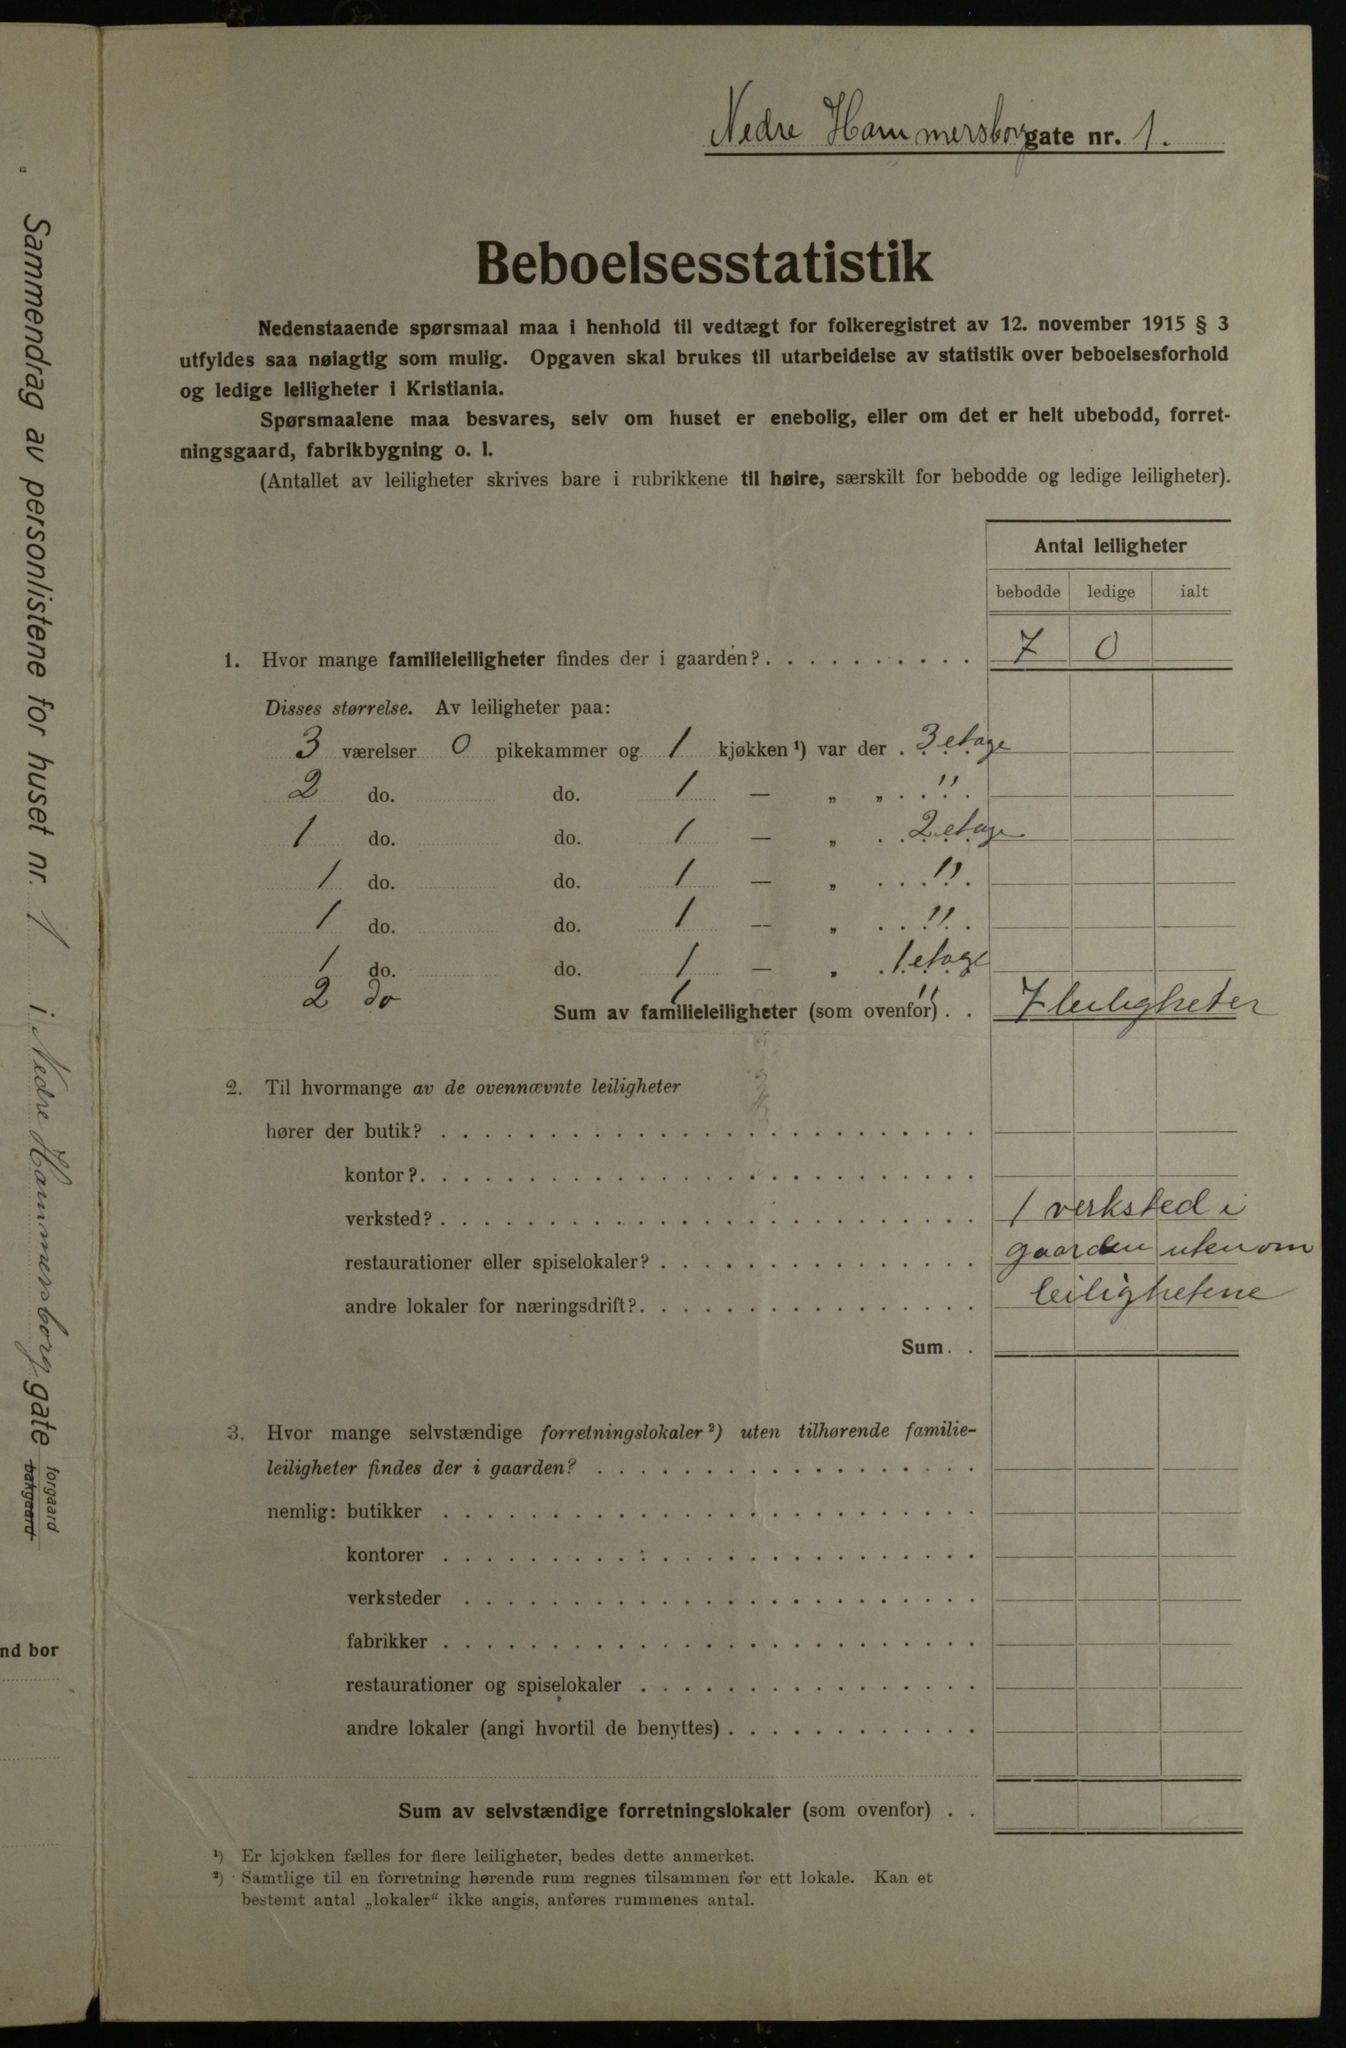 Nedre Hammersborggate nr. 1.
Beboelsesstatistik
Nedenstaaende spørsmaal maa i henhold til vedtægt for folkeregistret av 12. november 1915 § 3
utfyldes saa nøiagtig som mulig. Opgaven skal brukes til utarbeidelse av statistik over beboelsesforhold
og ledige leiligheter i Kristiania.
Spørsmaalene maa besvares, selv om huset er enebolig, eller om det er helt ubebodd, forret-
ningsgaard, fabrikbygning o. l.
(Antallet av leiligheter skrives bare i rubrikkene til høire, særskilt for bebodde og ledige leiligheter).
Antal leiligheter
bebodde ledige ialt
1. Hvor mange familieleiligheter findes der i gaarden? . . . . . . . . . . 7 0
Disses størrelse. Av leiligheter paa:
3 værelser 0 pikekammer og 1 kjøkken ¹) var der . 3 etage
2 do. do. 1 — „ „ . . " .
1 do. do. 1 — „ . 2 etage
1 do. do. 1 — „ . . . " .
1 do. do. 1 — „ . . . " .
1 do. do. 1 — „ . 1 etage
2 do 1 "
Sum av familieleiligheter (som ovenfor) . . 7 leiligheter
2. Til hvormange av de ovennævnte leiligheter
hører der butik? . . . . . . . . . . . . . . . . . . . . . . . . .
kontor? . . . . . . . . . . . . . . . . . . . . . . . . . .
verksted? . . . . . . . . . . . . . . . . . . . . . . . . . 1 verksted i
restaurationer eller spiselokaler? . . . . . . . . . . . . . . . gaarden utenom
andre lokaler for næringsdrift? . . . . . . . . . . . . . . . . leilighetene
Sum . .
3. Hvor mange selvstændige forretningslokaler ²) uten tilhørende familie-
leiligheter findes der i gaarden? . . . . . . . . . . . . . . . . . .
nemlig: butikker . . . . . . . . . . . . . . . . . . . . . . . . .
kontorer . . . . . . . . . . . . . . . . . . . . . . . . .
verksteder . . . . . . . . . . . . . . . . . . . . . . . .
fabrikker . . . . . . . . . . . . . . . . . . . . . . . . .
restaurationer og spiselokaler . . . . . . . . . . . . . . . .
andre lokaler (angi hvortil de benyttes) . . . . . . . . . . . .
Sum av selvstændige forretningslokaler (som ovenfor) . .
¹) Er kjøkken fælles for flere leiligheter, bedes dette anmerket.
²) Samtlige til en forretning hørende rum regnes tilsammen for ett lokale. Kan et
bestemt antal „lokaler“ ikke angis, anføres rummenes antal.
Sammendrag av personlistene for huset nr. 1 i Nedre Hammersborg gate forgaard
bakgaard
nd bor